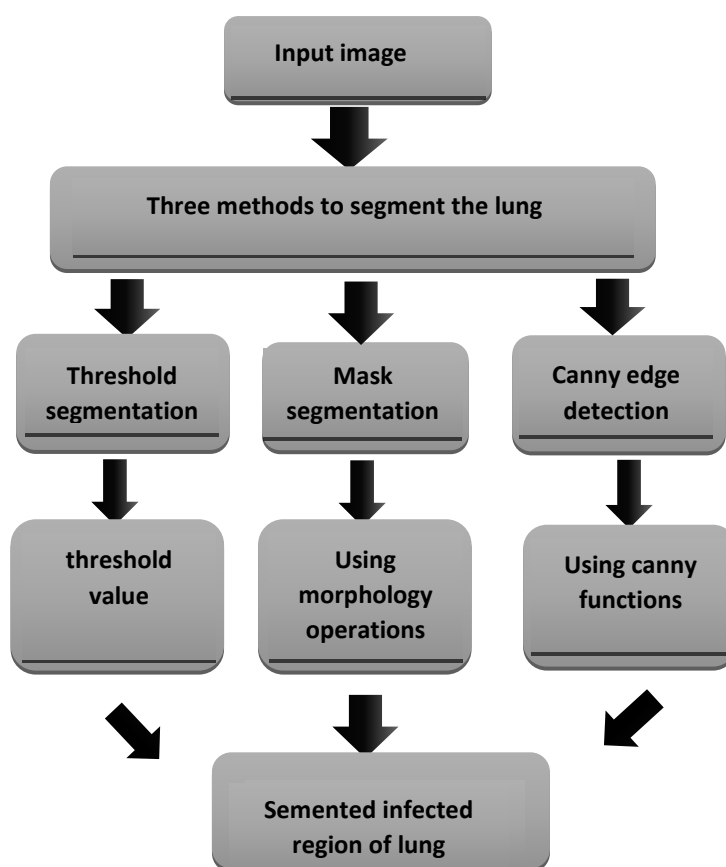 Input image
Three methods to segment the lung
Threshold
segmentation
Mask
segmentation
Canny edge
detection
threshold
value
Using
morphology
operations
Using canny
functions
Semented infected
region of lung